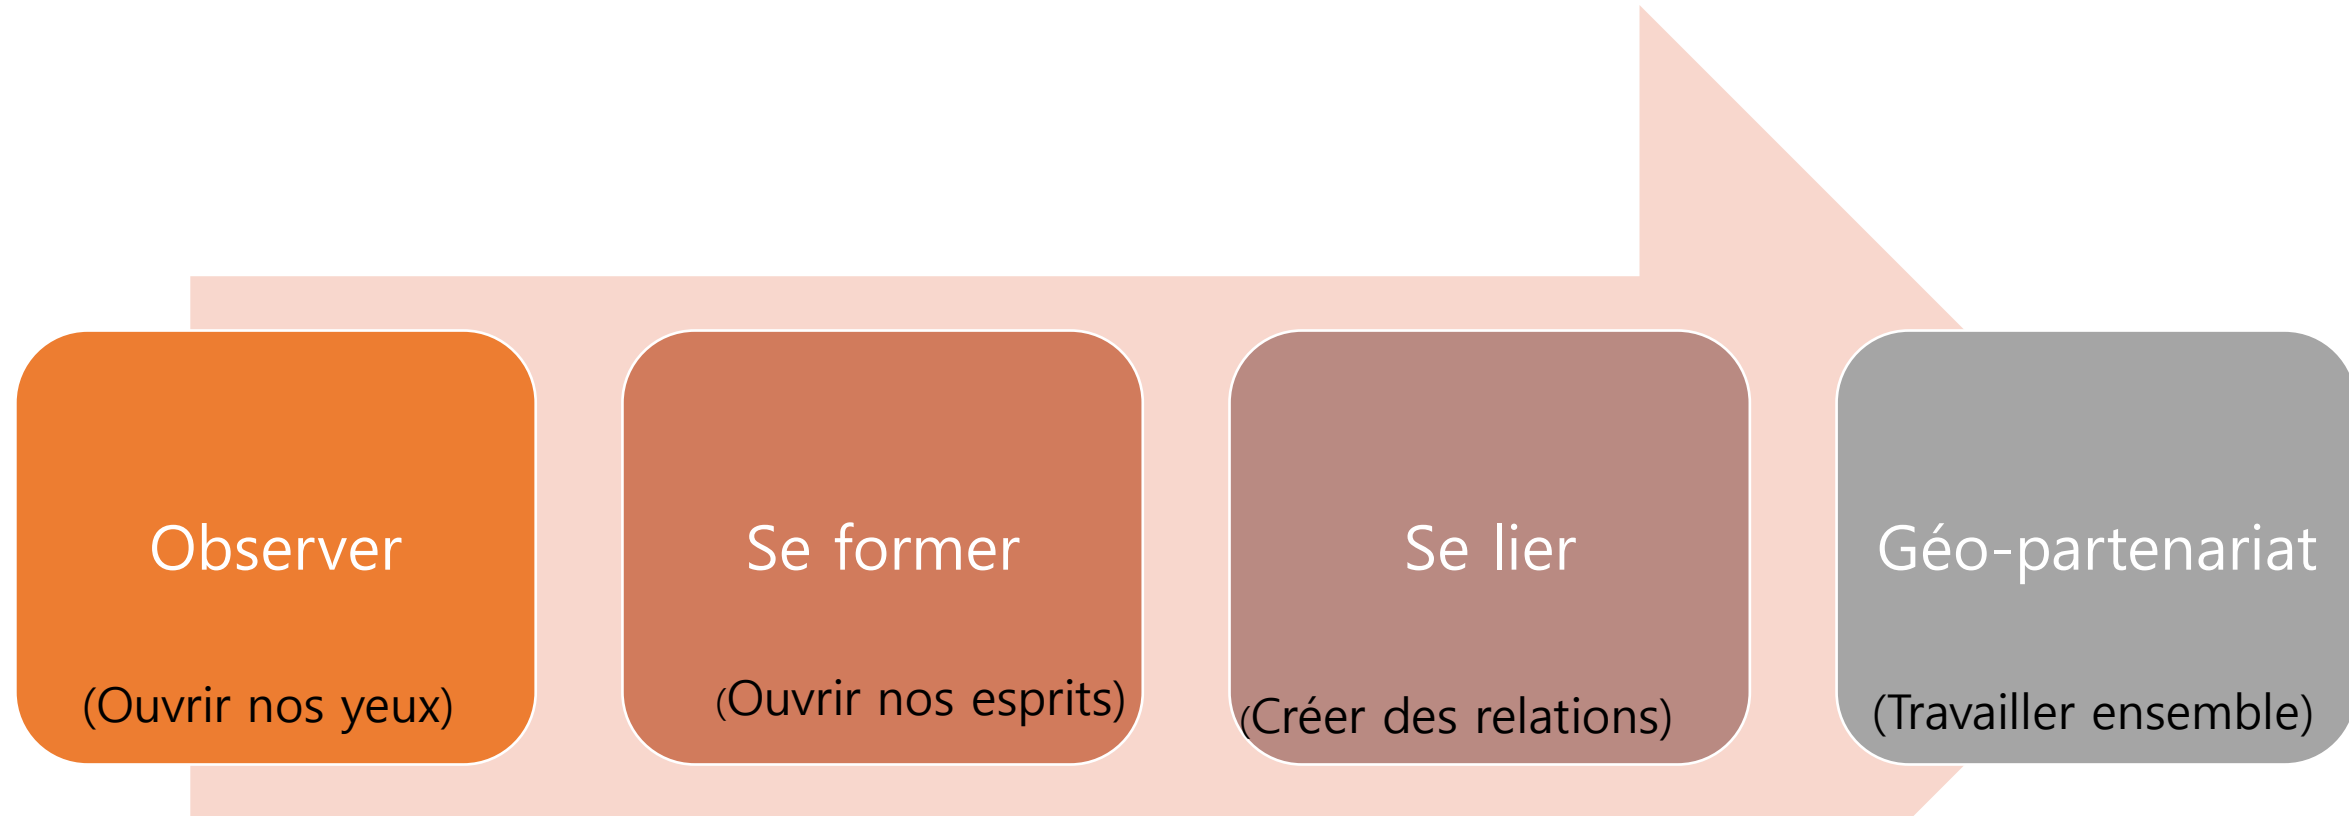 Observer
(Ouvrir nos yeux)
Se former
(Ouvrir nos esprits)
Se lier
(Créer des relations)
Géo-partenariat
(Travailler ensemble)